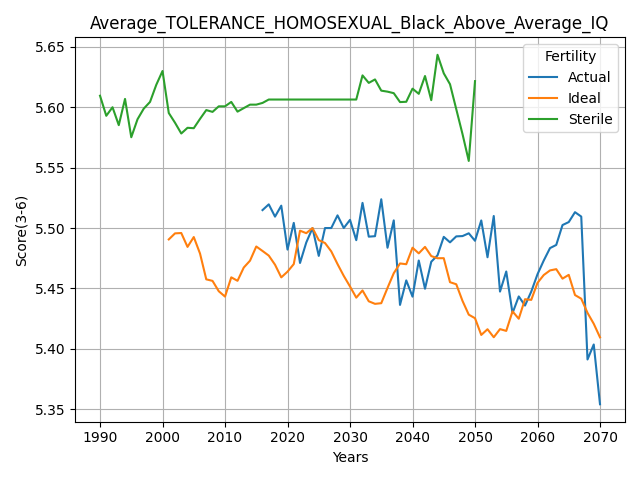 Average_TOLERANCE_HOMOSEXUAL_Black_Above_Average_IQ
5.65
5.60
5.55
5.50
5.45
5.40
5.35
Score(3-6)
Fertility
Actual
Ideal
Sterile
1990 2000 2010 2020 2030 2040 2050 2060 2070
Years